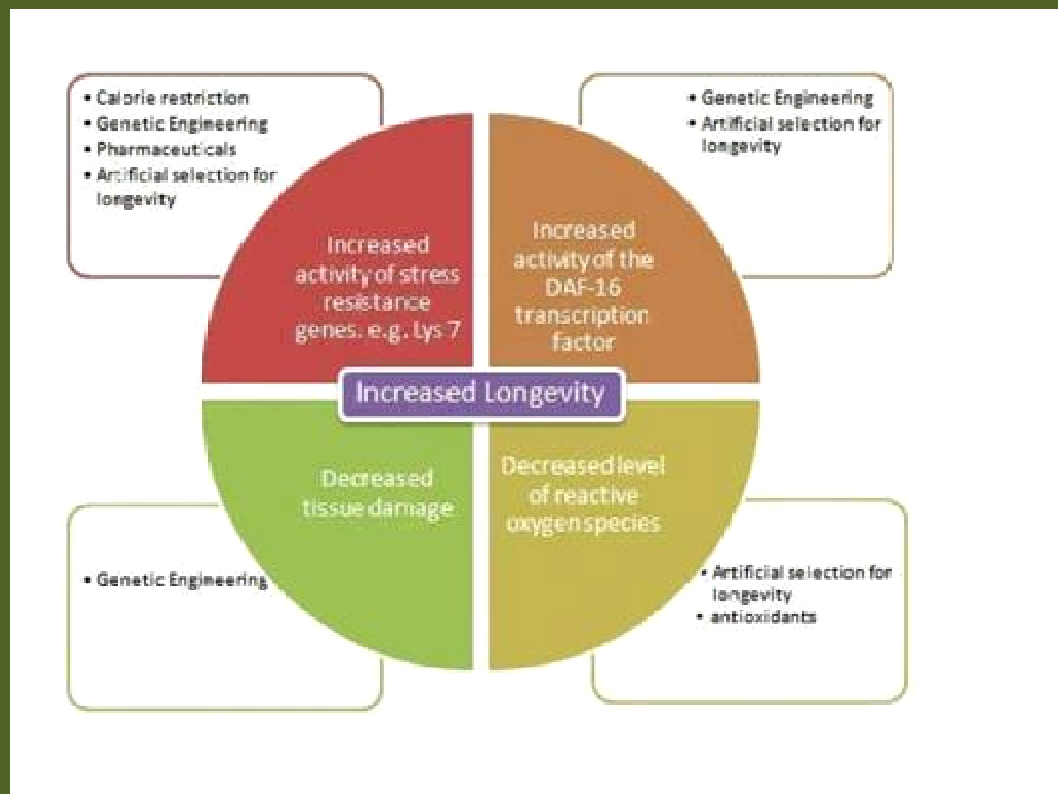 • Calorie restriction
• Genetic Engineering
• Pharmaceuticals
• Artificial selection for
longevity
• Genetic Engineering
• Artificial selection for
longevity
Increased
activity of stress
resistance
genes. e.g. Lys 7
Increased
activity of the
DAF-16
transcription
factor
Increased Longevity
Decreased
tissue damage
Decreased level
of reactive
oxygen species
• Genetic Engineering
• Artificial selection for
longevity
• antioxidants